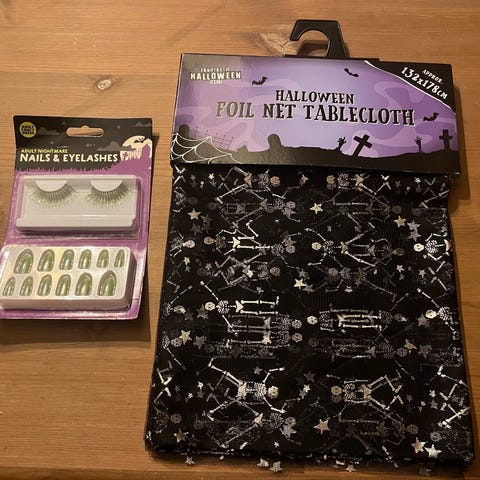 ADULT NIGHTMARE
NAILS & EYELASHES
FANTASTIC
HALLOWEEN
HALLOWEEN
FOIL NET TABLECLOTH
APPROX.
132x178cm